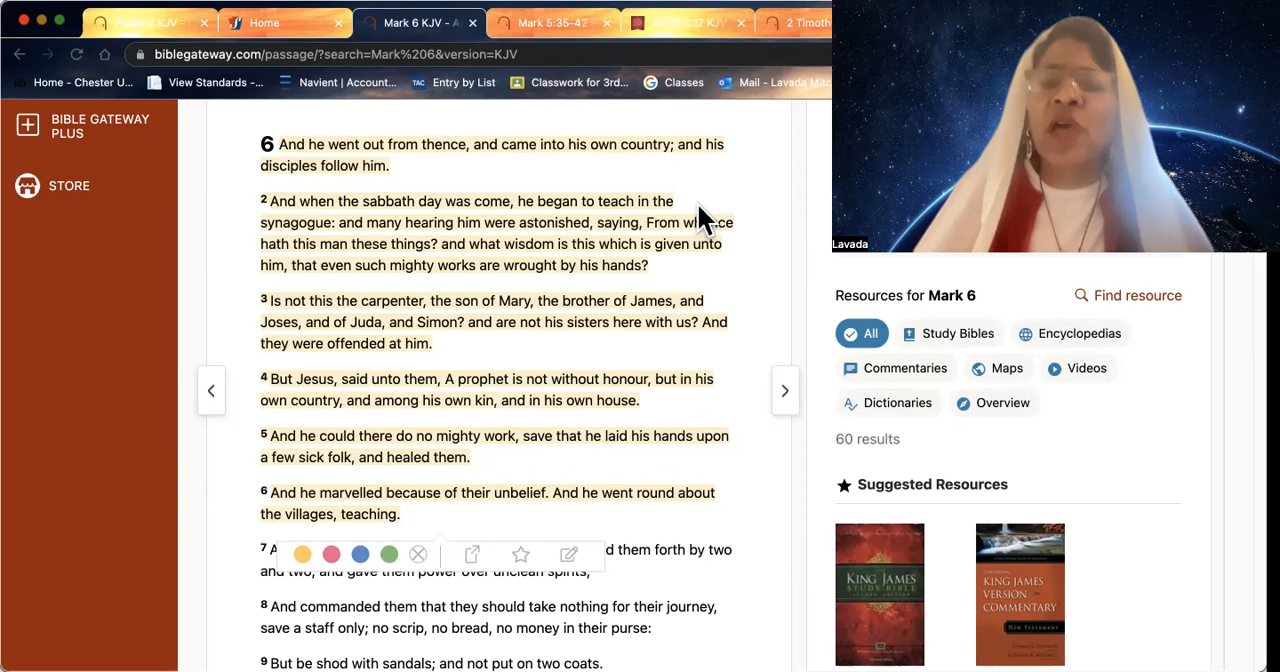 Home
Mark 6 KJV - A
Mark 5:35-42
2 Timoth
biblegateway.com/passage/?search=Mark%206&version=KJV
Home - Chester U...
View Standards -...
Navient | Account...
TAC
Entry by List
Classwork for 3rd...
Classes
Mail - Lavada Mitc
BIBLE GATEWAY
PLUS
STORE
6 And he went out from thence, and came into his own country; and his
disciples follow him.
2 And when the sabbath day was come, he began to teach in the
synagogue: and many hearing him were astonished, saying, From
hath this man these things? and what wisdom is this which is given unto
him, that even such mighty works are wrought by his hands?
3 Is not this the carpenter, the son of Mary, the brother of James, and
Joses, and of Juda, and Simon? and are not his sisters here with us? And
they were offended at him.
4 But Jesus, said unto them, A prophet is not without honour, but in his
own country, and among his own kin, and in his own house.
5 And he could there do no mighty work, save that he laid his hands upon
a few sick folk, and healed them.
6 And he marvelled because of their unbelief. And he went round about
the villages, teaching.
7 d them forth by two
and two; and gave them power over unclean spirits;
8 And commanded them that they should take nothing for their journey,
save a staff only; no scrip, no bread, no money in their purse:
9 But be shod with sandals; and not put on two coats.
Lavada
Resources for Mark 6
Find resource
All
Study Bibles
Encyclopedias
Commentaries
Maps
Videos
Dictionaries
Overview
60 results
Suggested Resources
KING JAMES
STUDY BIBLE
KING JAMES
VERSION
COMMENTARY
NEW TESTAMENT